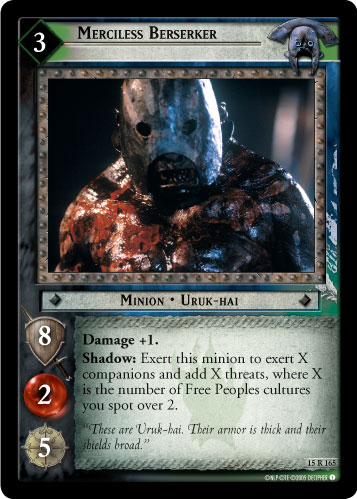 3
Merciless Berserker
Minion • Uruk-hai
8
Damage +1.
Shadow: Exert this minion to exert X
companions and add X threats, where X
is the number of Free Peoples cultures
you spot over 2.
2
5
"These are Uruk-hai. Their armor is thick and their
shields broad."
15 R 165